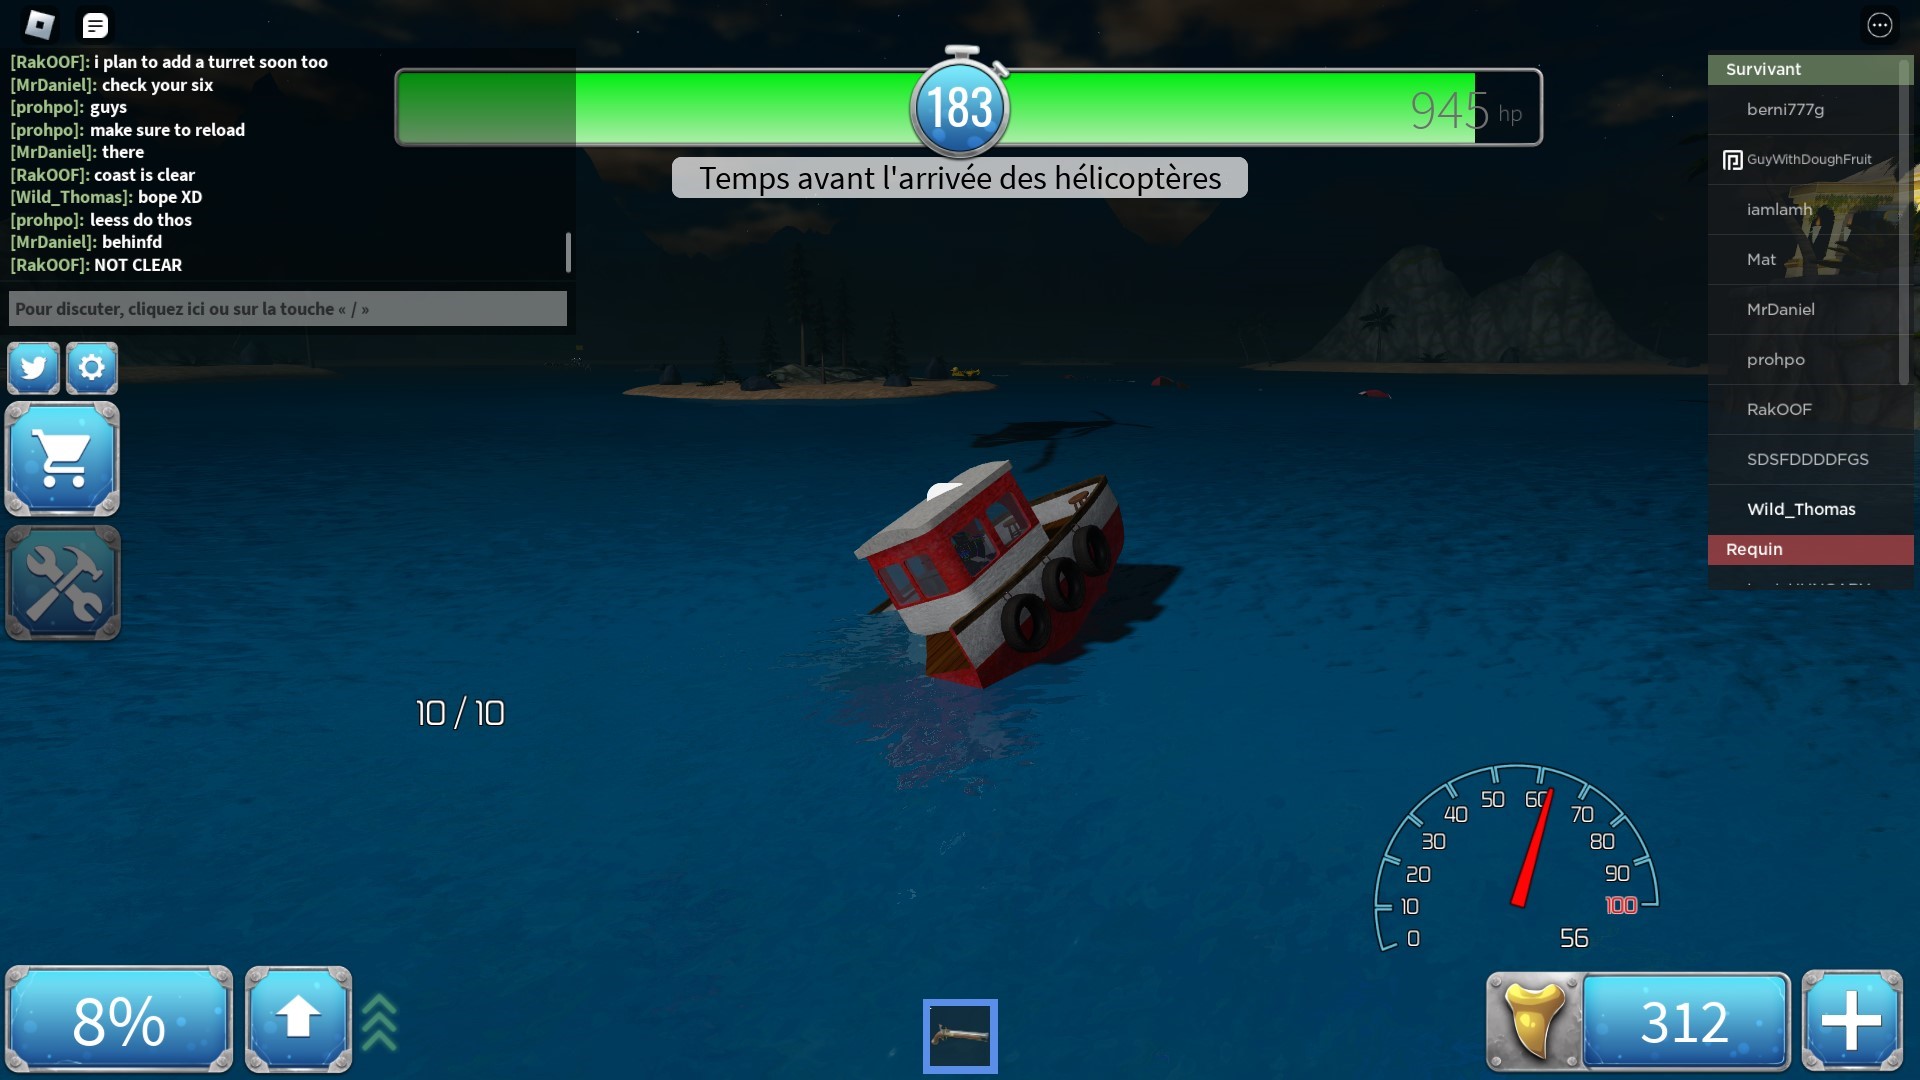 [RakOOF]: i plan to add a turret soon too
[MrDaniel]: check your six
[prohpo]: guys
[prohpo]: make sure to reload
[MrDaniel]: there
[RakOOF]: coast is clear
[Wild_Thomas]: bope XD
[prohpo]: leess do thos
[MrDaniel]: behinfd
[RakOOF]: NOT CLEAR
Pour discuter, cliquez ici ou sur la touche « / »
183
945 hp
Temps avant l'arrivée des hélicoptères
Survivant
berni777g
GuyWithDoughFruit
iamlamh
Mat
MrDaniel
prohpo
RakOOF
SDSFDDDDFGS
Wild_Thomas
Requin
10 / 10
0
10
20
30
40
50
60
70
80
90
100
56
8%
312